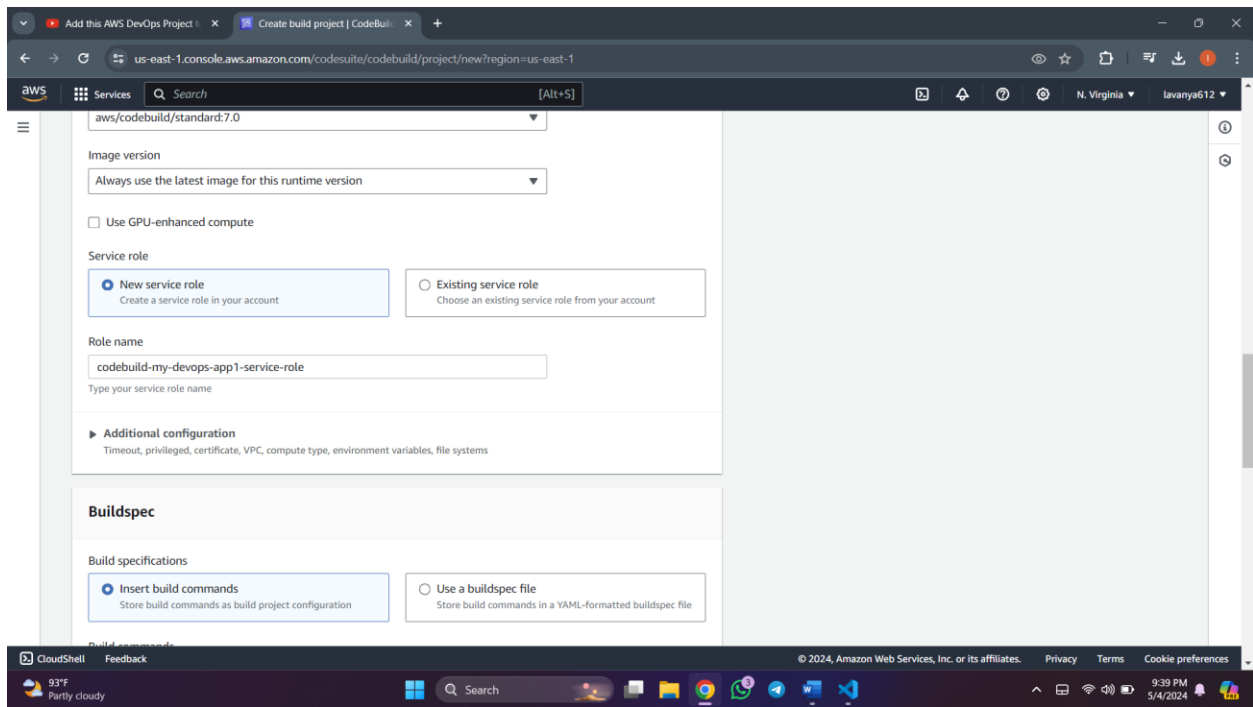 Add this AWS DevOps Project t
Create build project | CodeBuil
us-east-1.console.aws.amazon.com/codesuite/codebuild/project/new?region=us-east-1
aws
Services
Search
[Alt+S]
N. Virginia
lavanya612
aws/codebuild/standard:7.0
Image version
Always use the latest image for this runtime version
Use GPU-enhanced compute
Service role
New service role
Create a service role in your account
Existing service role
Choose an existing service role from your account
Role name
codebuild-my-devops-app1-service-role
Type your service role name
Additional configuration
Timeout, privileged, certificate, VPC, compute type, environment variables, file systems
Buildspec
Build specifications
Insert build commands
Store build commands as build project configuration
Use a buildspec file
Store build commands in a YAML-formatted buildspec file
Build commands
CloudShell
Feedback
© 2024, Amazon Web Services, Inc. or its affiliates.
Privacy
Terms
Cookie preferences
93°F
Partly cloudy
Search
3
9:39 PM
5/4/2024